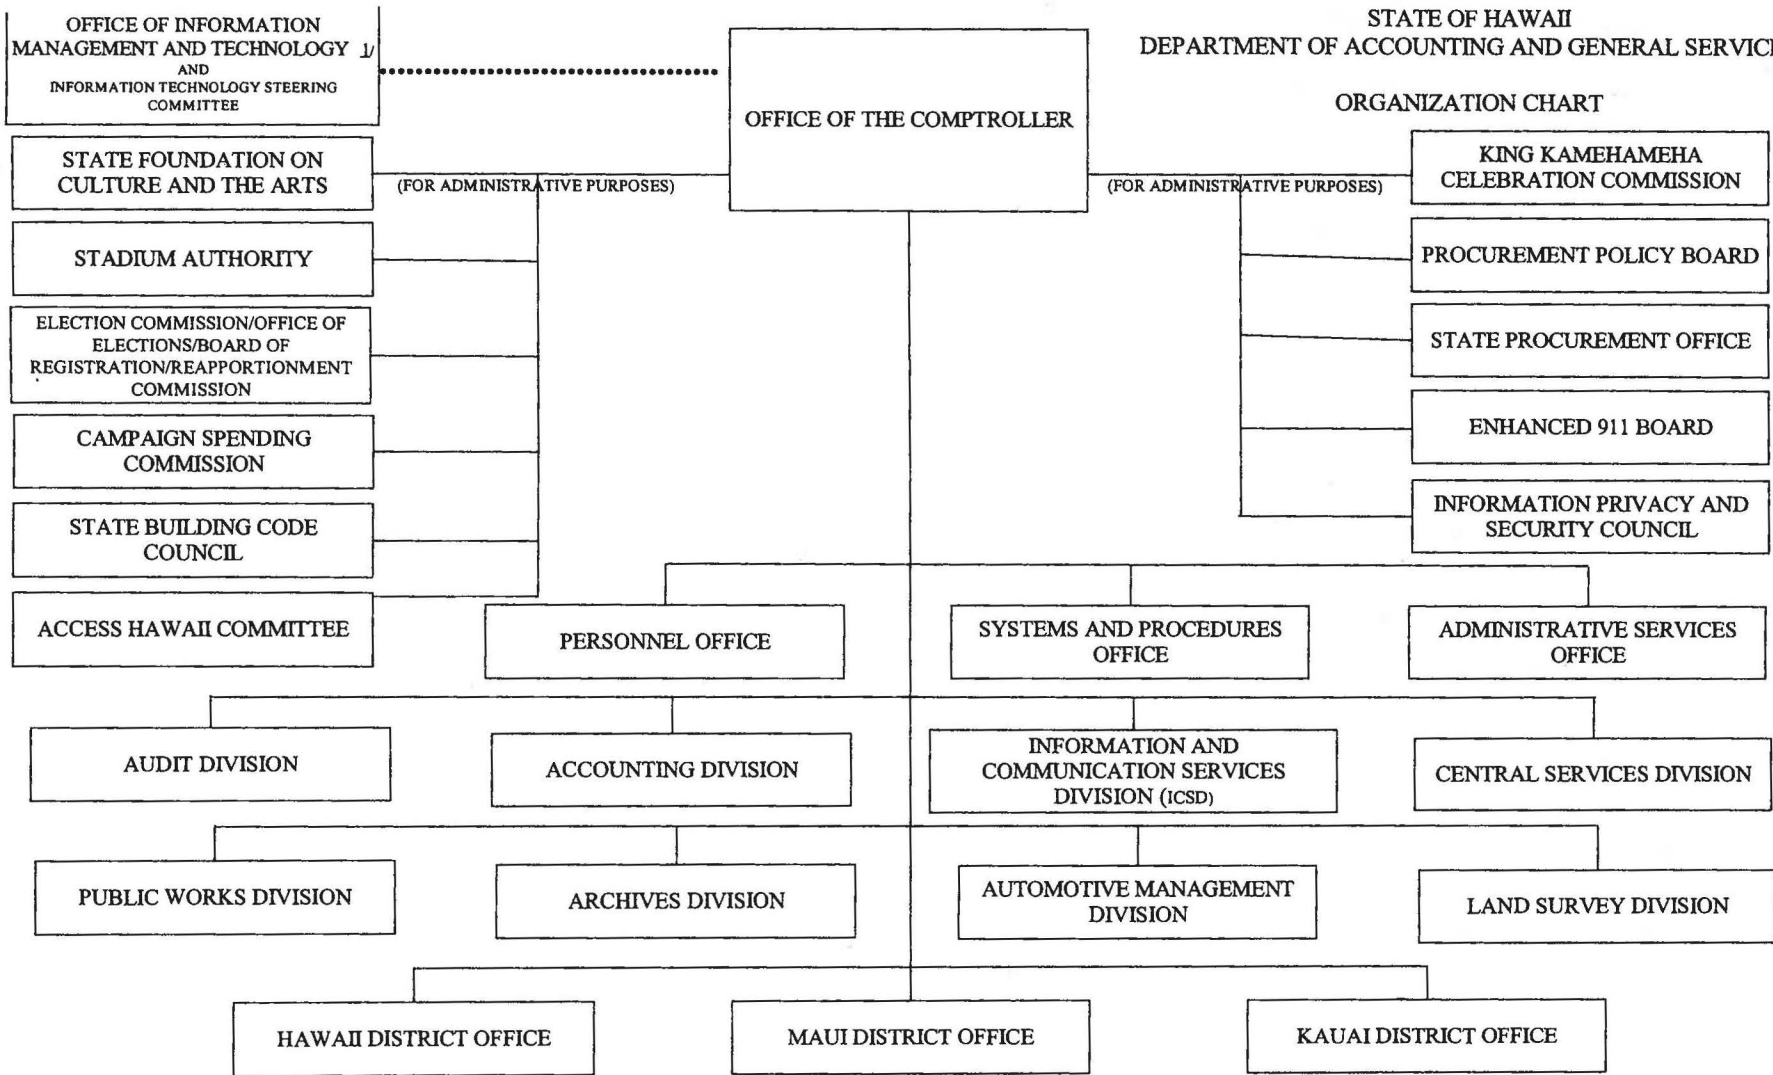 OFFICE OF INFORMATION
MANAGEMENT AND TECHNOLOGY 1/
AND
INFORMATION TECHNOLOGY STEERING
COMMITTEE
STATE OF HAWAII
DEPARTMENT OF ACCOUNTING AND GENERAL SERVIC
ORGANIZATION CHART
OFFICE OF THE COMPTROLLER
STATE FOUNDATION ON
CULTURE AND THE ARTS
(FOR ADMINISTRATIVE PURPOSES)
(FOR ADMINISTRATIVE PURPOSES)
KING KAMEHAMEHA
CELEBRATION COMMISSION
STADIUM AUTHORITY
PROCUREMENT POLICY BOARD
ELECTION COMMISSION/OFFICE OF
ELECTIONS/BOARD OF
REGISTRATION/REAPPORTIONMENT
COMMISSION
STATE PROCUREMENT OFFICE
CAMPAIGN SPENDING
COMMISSION
ENHANCED 911 BOARD
STATE BUILDING CODE
COUNCIL
INFORMATION PRIVACY AND
SECURITY COUNCIL
ACCESS HAWAII COMMITTEE
PERSONNEL OFFICE
SYSTEMS AND PROCEDURES
OFFICE
ADMINISTRATIVE SERVICES
OFFICE
AUDIT DIVISION
ACCOUNTING DIVISION
INFORMATION AND
COMMUNICATION SERVICES
DIVISION (ICSD)
CENTRAL SERVICES DIVISION
PUBLIC WORKS DIVISION
ARCHIVES DIVISION
AUTOMOTIVE MANAGEMENT
DIVISION
LAND SURVEY DIVISION
HAWAII DISTRICT OFFICE
MAUI DISTRICT OFFICE
KAUAI DISTRICT OFFICE